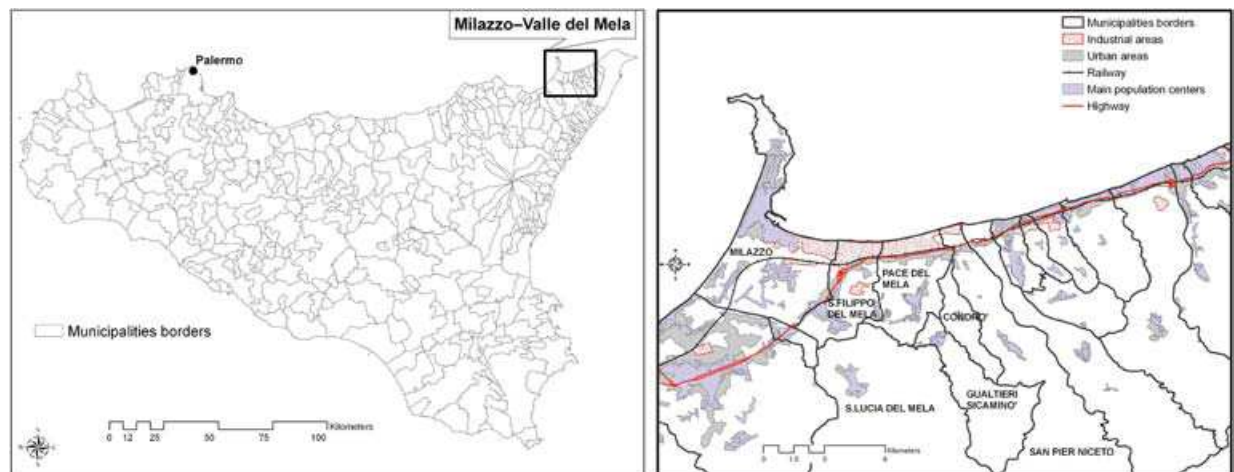 Milazzo–Valle del Mela
Palermo
Municipalities borders
0 12 25 50 75 100
Kilometers
Municipalities borders
Industrial areas
Urban areas
Railway
Main population centers
Highway
MILAZZO
PACE DEL
MELA
S.FILIPPO
DEL MELA
CONDRO'
GUALTIERI
SICAMINO'
S.LUCIA DEL MELA
SAN PIER NICETO
Kilometers